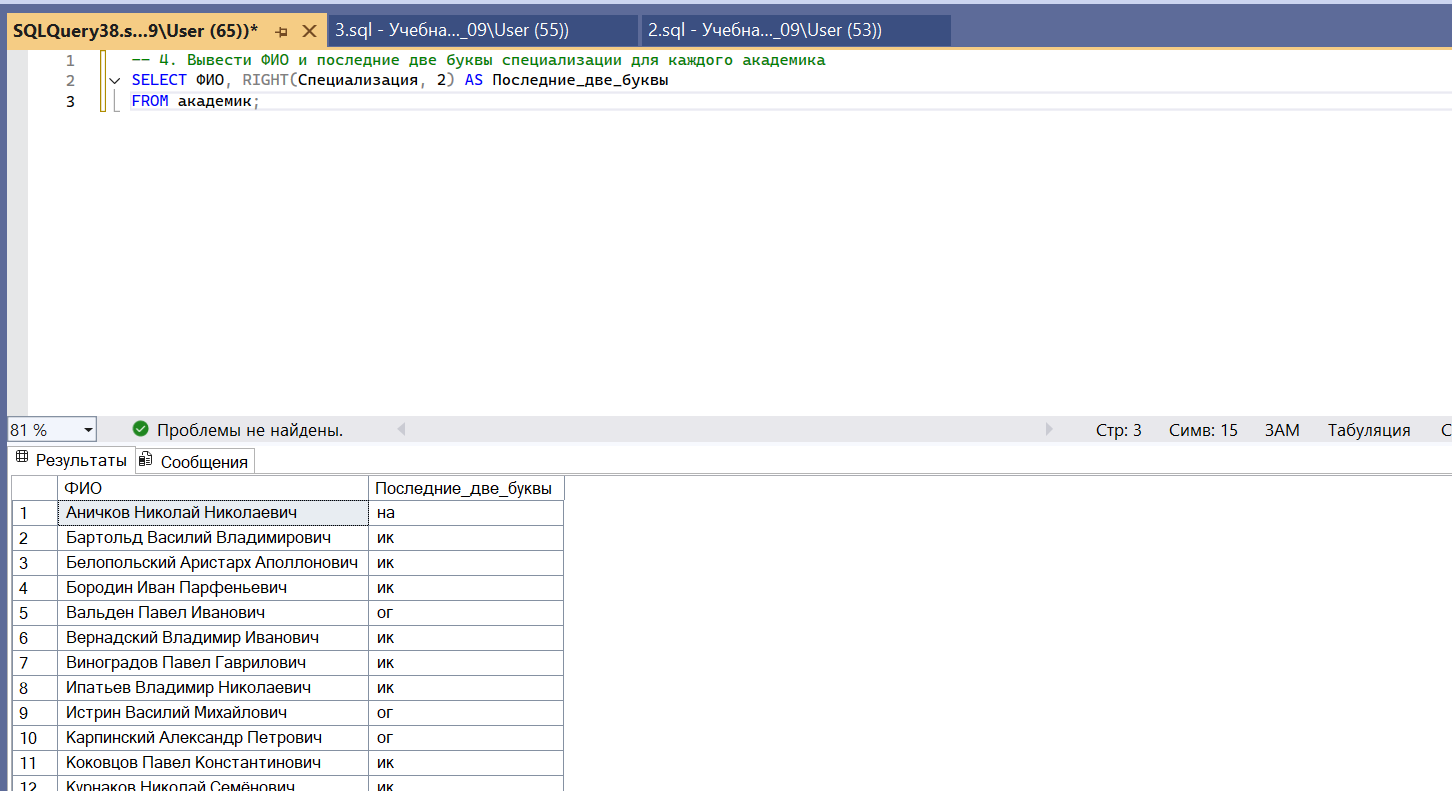 SQLQuery38.s...9\User (65))* 3.sql - Учебна..._09\User (55)) 2.sql - Учебна..._09\User (53))
1 -- 4. Вывести ФИО и последние две буквы специализации для каждого академика
2 SELECT ФИО, RIGHT(Специализация, 2) AS Последние_две_буквы
3 FROM академик;
81 % Проблемы не найдены. Стр: 3 Симв: 15 ЗАМ Табуляция
Результаты Сообщения
ФИО Последние_две_буквы
1 Аничков Николай Николаевич на
2 Бартольд Василий Владимирович ик
3 Белопольский Аристарх Аполлонович ик
4 Бородин Иван Парфеньевич ик
5 Вальден Павел Иванович ог
6 Вернадский Владимир Иванович ик
7 Виноградов Павел Гаврилович ик
8 Ипатьев Владимир Николаевич ик
9 Истрин Василий Михайлович ог
10 Карпинский Александр Петрович ог
11 Коковцов Павел Константинович ик
12 Курнаков Николай Семёнович ик